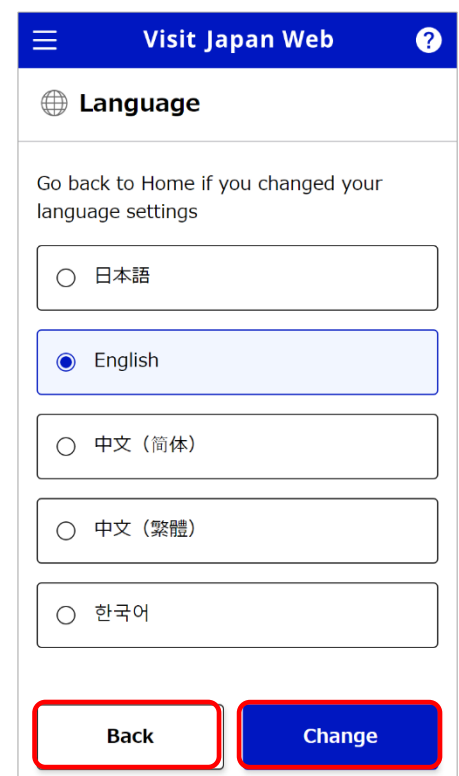 Visit Japan Web ?
Language
Go back to Home if you changed your
language settings
日本語
English
中文（简体）
中文（繁體）
한국어
Back Change